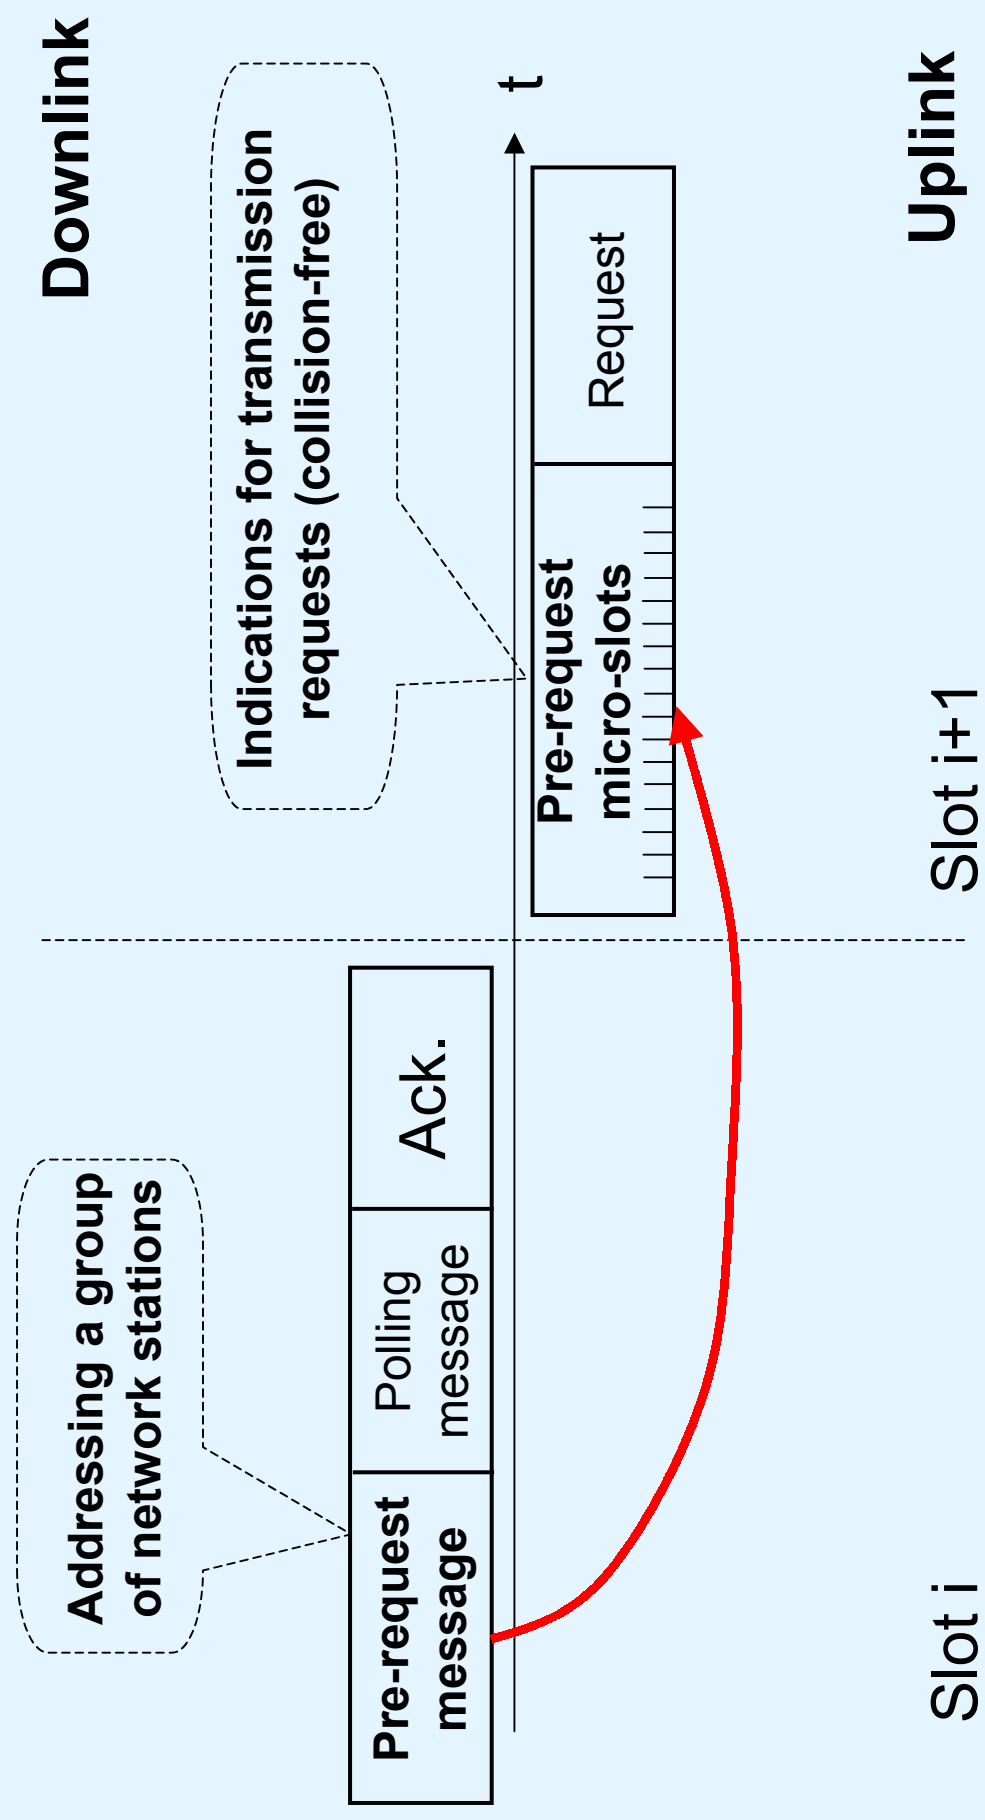 Downlink
Addressing a group
of network stations
Indications for transmission
requests (collision-free)
Pre-request
message
Polling
message
Ack.
t
Pre-request
micro-slots
Request
Uplink
Slot i
Slot i+1